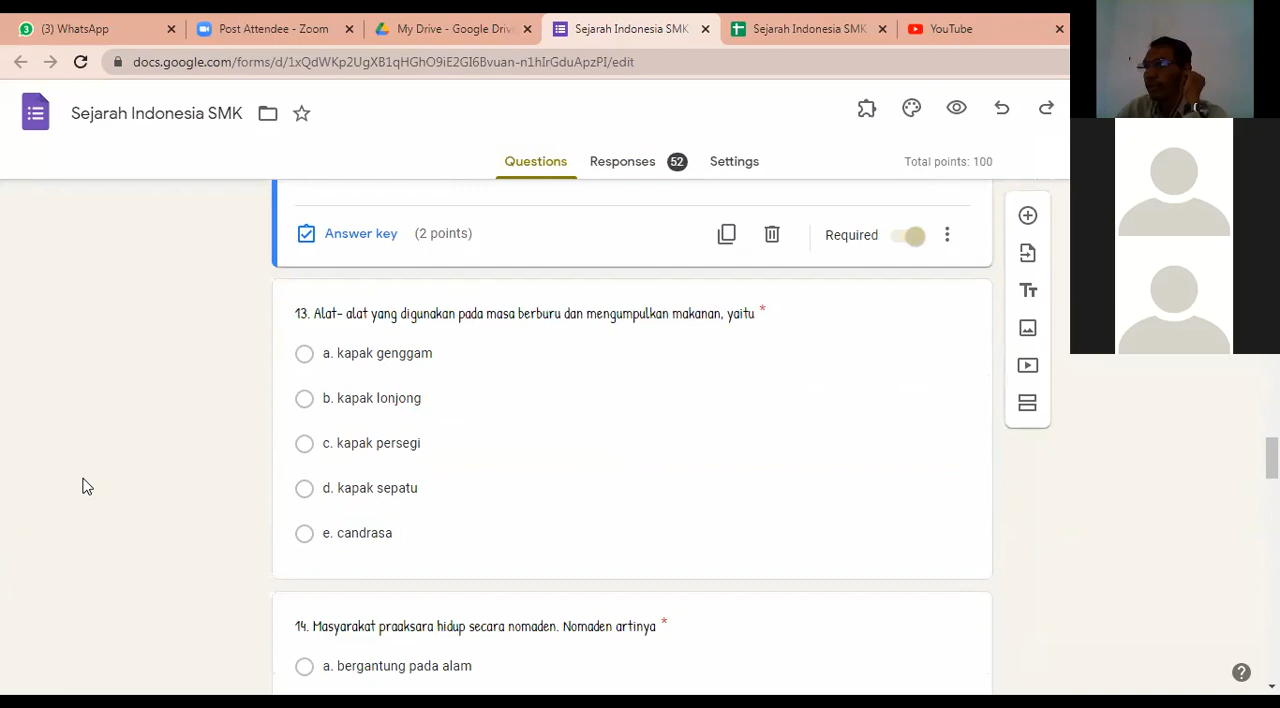 3 (3) WhatsApp
Post Attendee - Zoom
My Drive - Google Driv
Sejarah Indonesia SMK
Sejarah Indonesia SMK
YouTube
docs.google.com/forms/d/1xQdWKp2UgXB1qHGhO9iE2GI6Bvuan-n1hIrGduApzPI/edit
Sejarah Indonesia SMK
Questions
Responses 52
Settings
Total points: 100
Answer key (2 points)
Required
13. Alat- alat yang digunakan pada masa berburu dan mengumpulkan makanan, yaitu *
a. kapak genggam
b. kapak lonjong
c. kapak persegi
d. kapak sepatu
e. candrasa
14. Masyarakat praaksara hidup secara nomaden. Nomaden artinya *
a. bergantung pada alam